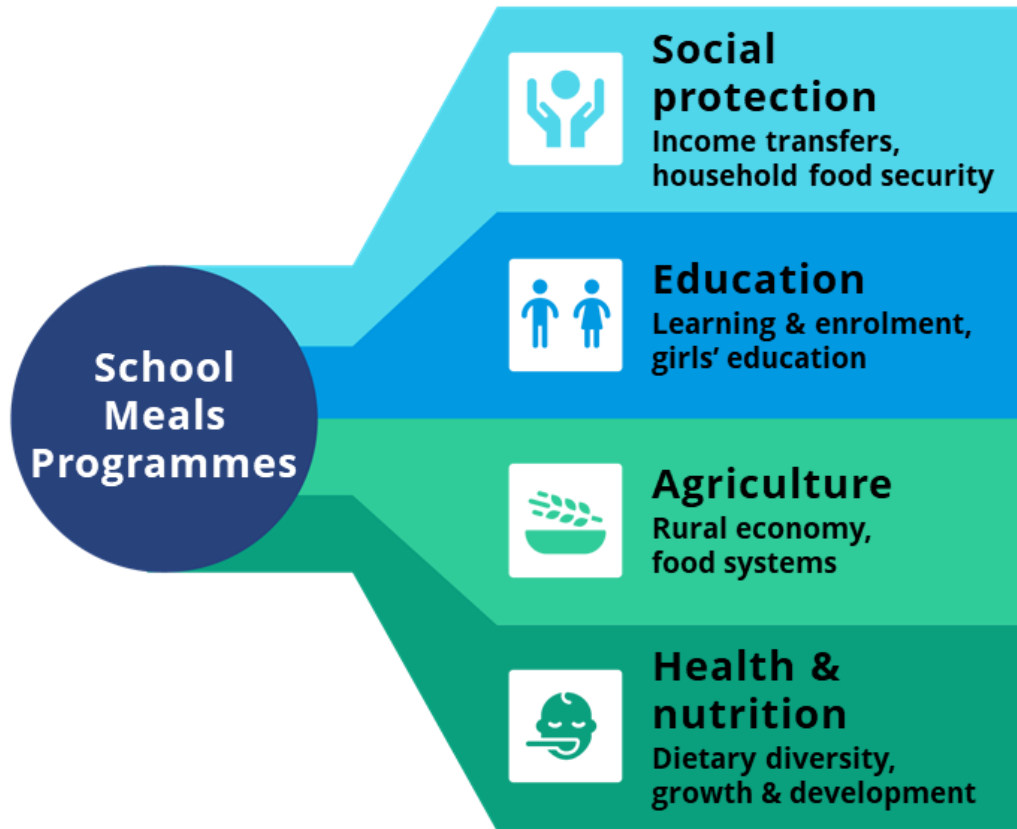 School
Meals
Programmes
Social
protection
Income transfers,
household food security
Education
Learning & enrolment,
girls’ education
Agriculture
Rural economy,
food systems
Health &
nutrition
Dietary diversity,
growth & development